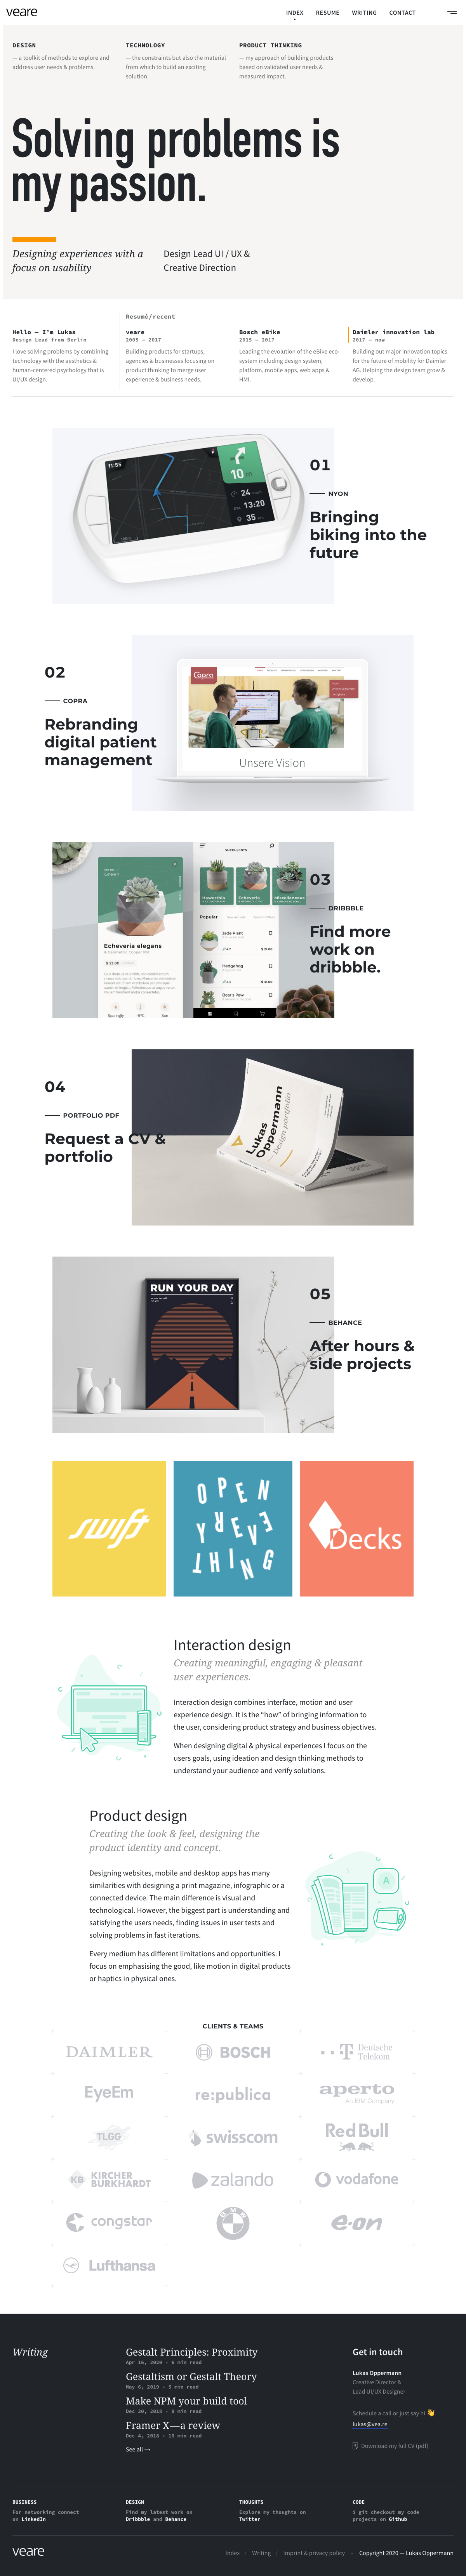 veare
INDEX RESUME WRITING CONTACT
DESIGN
— a toolkit of methods to explore and
address user needs & problems.
TECHNOLOGY
— the constraints but also the material
from which to build an exciting
solution.
PRODUCT THINKING
— my approach of building products
based on validated user needs &
measured impact.
Solving problems is
my passion.
Designing experiences with a
focus on usability
Design Lead UI / UX &
Creative Direction
Resumé/recent
Hello — I'm Lukas
Design Lead from Berlin
I love solving problems by combining
technology with the aesthetics &
human-centered psychology that is
UI/UX design.
veare
2005 — 2017
Building products for startups,
agencies & businesses focusing on
product thinking to merge user
experience & business needs.
Bosch eBike
2015 — 2017
Leading the evolution of the eBike eco-
system including design system,
platform, mobile apps, web apps &
HMI.
Daimler innovation lab
2017 — now
Building out major innovation topics
for the future of mobility for Daimler
AG. Helping the design team grow &
develop.
11:55
10
24
13:20
35
01
NYON
Bringing
biking into the
future
02
COPRA
Rebranding
digital patient
management
Copra
Unsere Vision
Green
Echeveria elegans
$ 23.50
Sparingly
-5°C
Sun
SUCCULENTS
Haworthia
Echeveria
Miscellaneous
Popular
Jade Plant
Hedgehog
Bear's Paw
03
DRIBBBLE
Find more
work on
dribbble.
04
PORTFOLIO PDF
Request a CV &
portfolio
Lukas
Oppermann
Design portfolio
RUN YOUR DAY
05
BEHANCE
After hours &
side projects
swift
OPEN
EVERY
THING
Decks
Interaction design
Creating meaningful, engaging & pleasant
user experiences.
Interaction design combines interface, motion and user
experience design. It is the “how” of bringing information to
the user, considering product strategy and business objectives.
When designing digital & physical experiences I focus on the
users goals, using ideation and design thinking methods to
understand your audience and verify solutions.
Product design
Creating the look & feel, designing the
product identity and concept.
Designing websites, mobile and desktop apps has many
similarities with designing a print magazine, infographic or a
connected device. The main difference is visual and
technological. However, the biggest part is understanding and
satisfying the users needs, finding issues in user tests and
solving problems in fast iterations.
Every medium has different limitations and opportunities. I
focus on emphasising the good, like motion in digital products
or haptics in physical ones.
A
CLIENTS & TEAMS
DAIMLER
BOSCH
T Deutsche
Telekom
EyeEm
re:publica
aperto
An IBM Company
TLGG
swisscom
Red Bull
KB KIRCHER
BURKHARDT
zalando
vodafone
congstar
BMW
e·on
Lufthansa
Writing
Gestalt Principles: Proximity
Apr 16, 2020 · 6 min read
Gestaltism or Gestalt Theory
May 6, 2019 · 5 min read
Make NPM your build tool
Dec 30, 2018 · 8 min read
Framer X—a review
Dec 4, 2018 · 10 min read
See all →
Get in touch
Lukas Oppermann
Creative Director &
Lead UI/UX Designer
Schedule a call or just say hi 👋
lukas@vea.re
Download my full CV (pdf)
BUSINESS
For networking connect
on LinkedIn
DESIGN
Find my latest work on
Dribbble and Behance
THOUGHTS
Explore my thoughts on
Twitter
CODE
$ git checkout my code
projects on Github
veare
Index / Writing / Imprint & privacy policy · Copyright 2020 — Lukas Oppermann